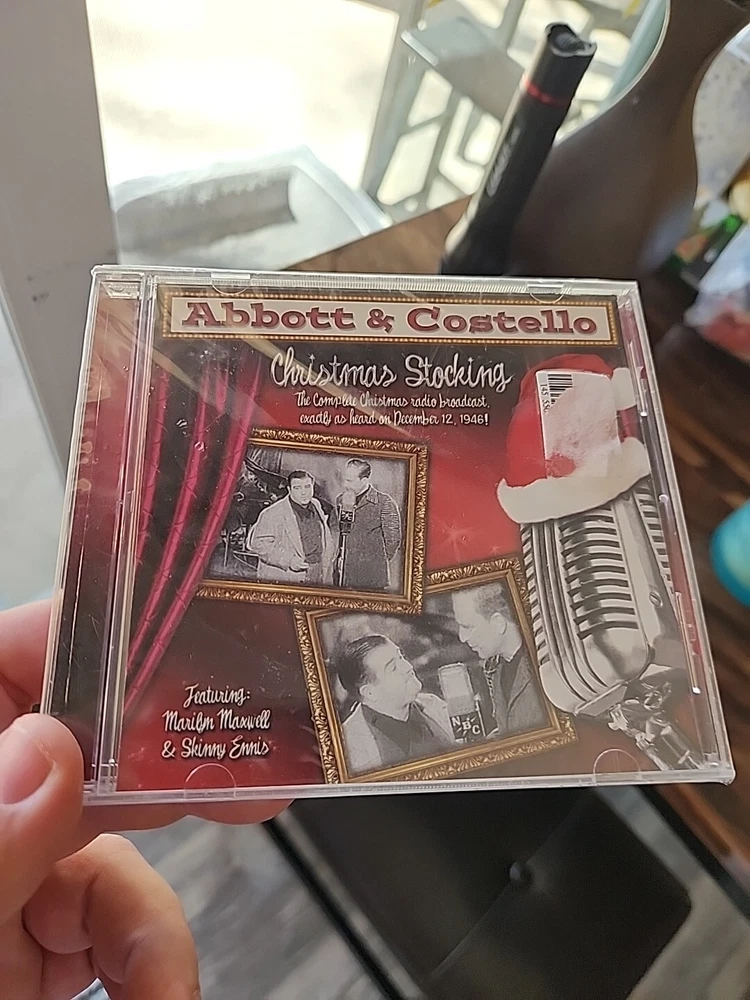 Abbott & Costello
Christmas Stocking
The Complete Christmas radio broadcast,
exactly as heard on December 12, 1946!
NBC
Featuring:
Marilyn Maxwell
& Skinny Ennis